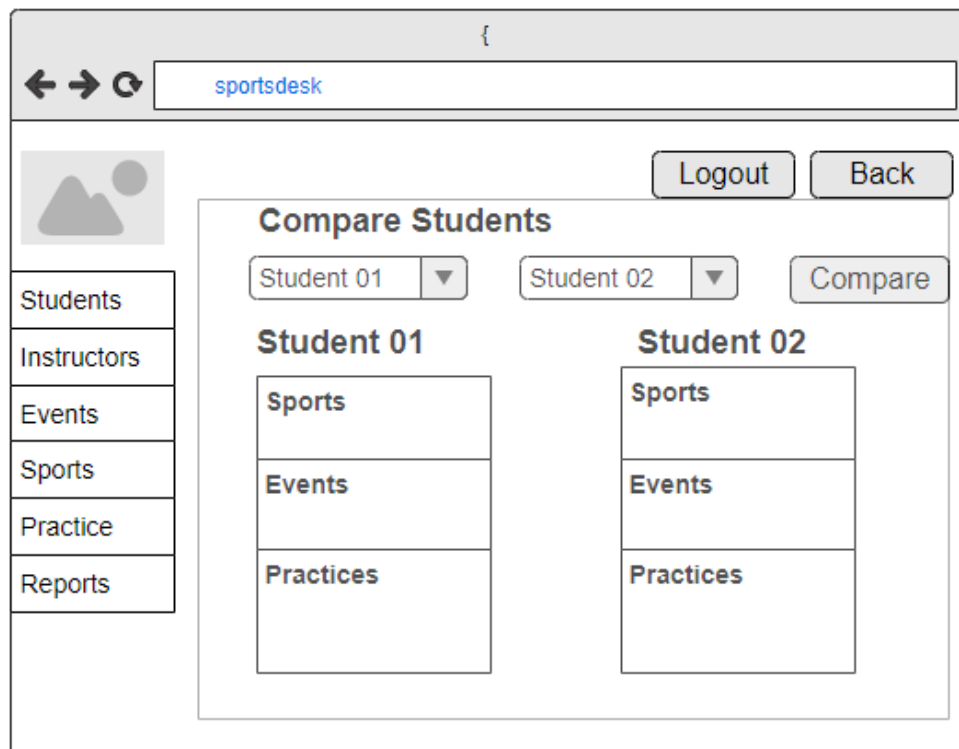 {
sportsdesk
Logout Back
Compare Students
Student 01 Student 02 Compare
Students
Instructors
Events
Sports
Practice
Reports
Student 01
Sports
Events
Practices
Student 02
Sports
Events
Practices